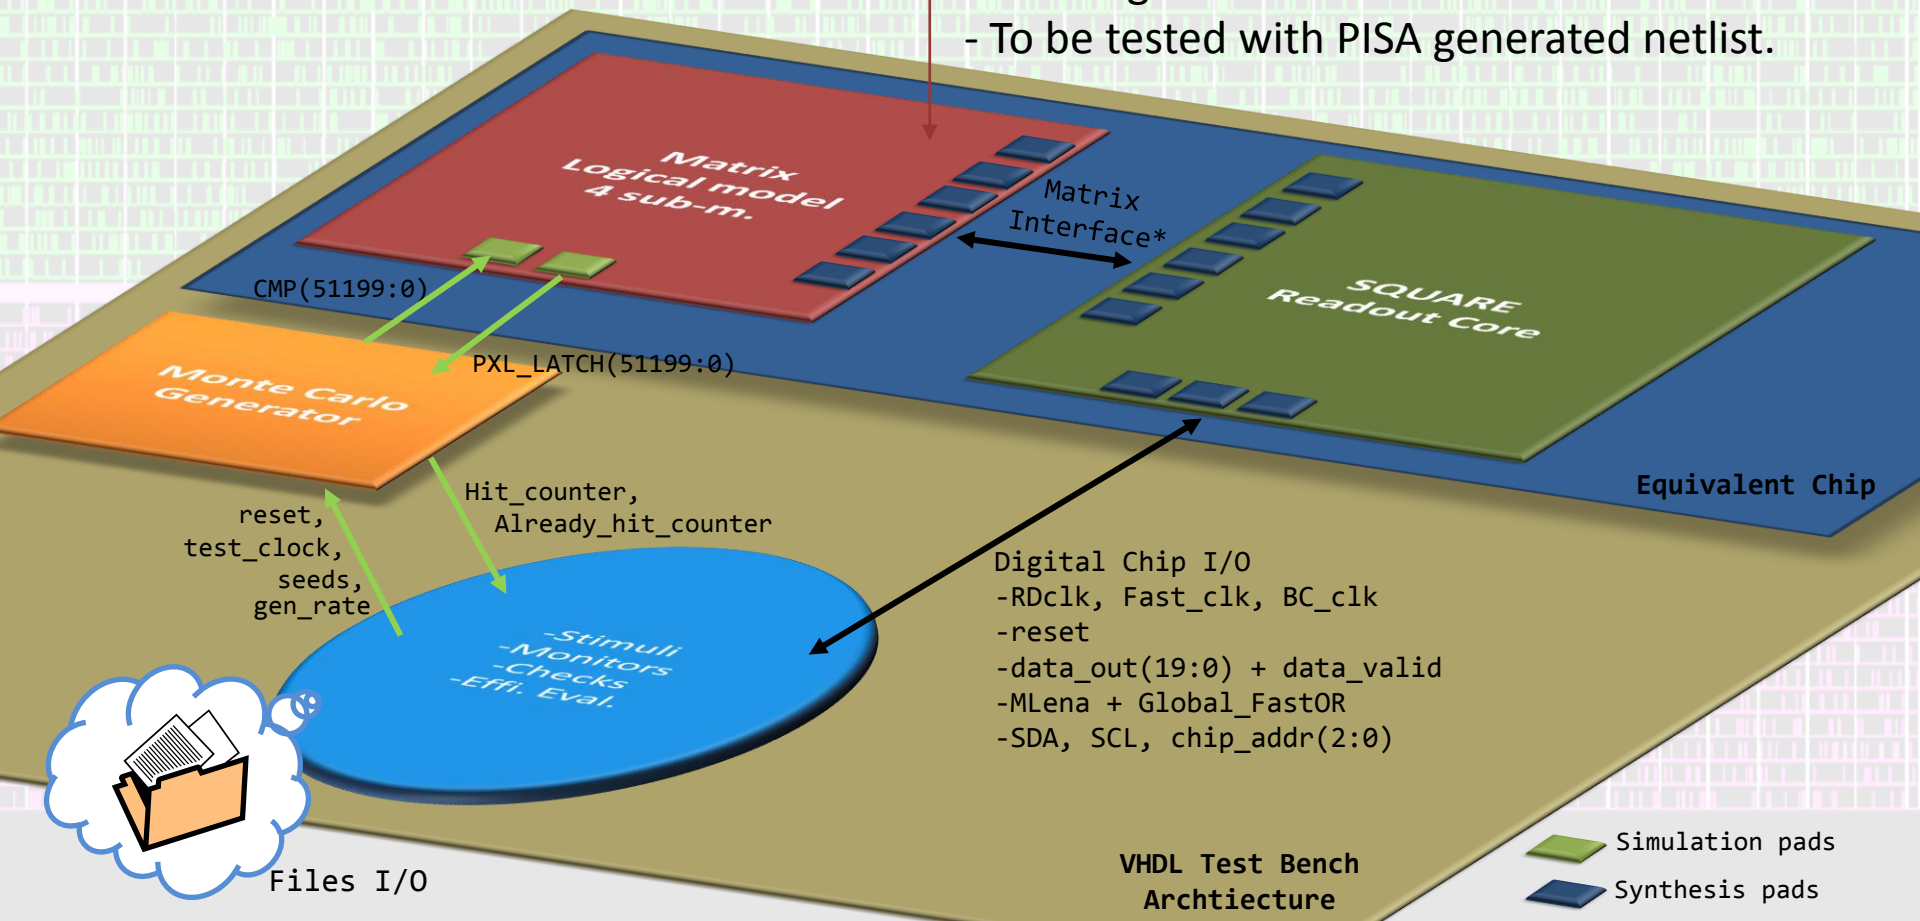 - To be tested with PISA generated netlist.
Matrix
Logical model
4 sub-m.
Matrix
Interface*
SQUARE
Readout Core
CMP(51199:0)
PXL_LATCH(51199:0)
Monte Carlo
Generator
Equivalent Chip
Hit_counter,
Already_hit_counter
reset,
test_clock,
seeds,
gen_rate
Digital Chip I/O
-RDclk, Fast_clk, BC_clk
-reset
-data_out(19:0) + data_valid
-MLena + Global_FastOR
-SDA, SCL, chip_addr(2:0)
-Stimuli
-Monitors
-Checks
-Effi. Eval.
Files I/O
VHDL Test Bench
Archtiecture
Simulation pads
Synthesis pads